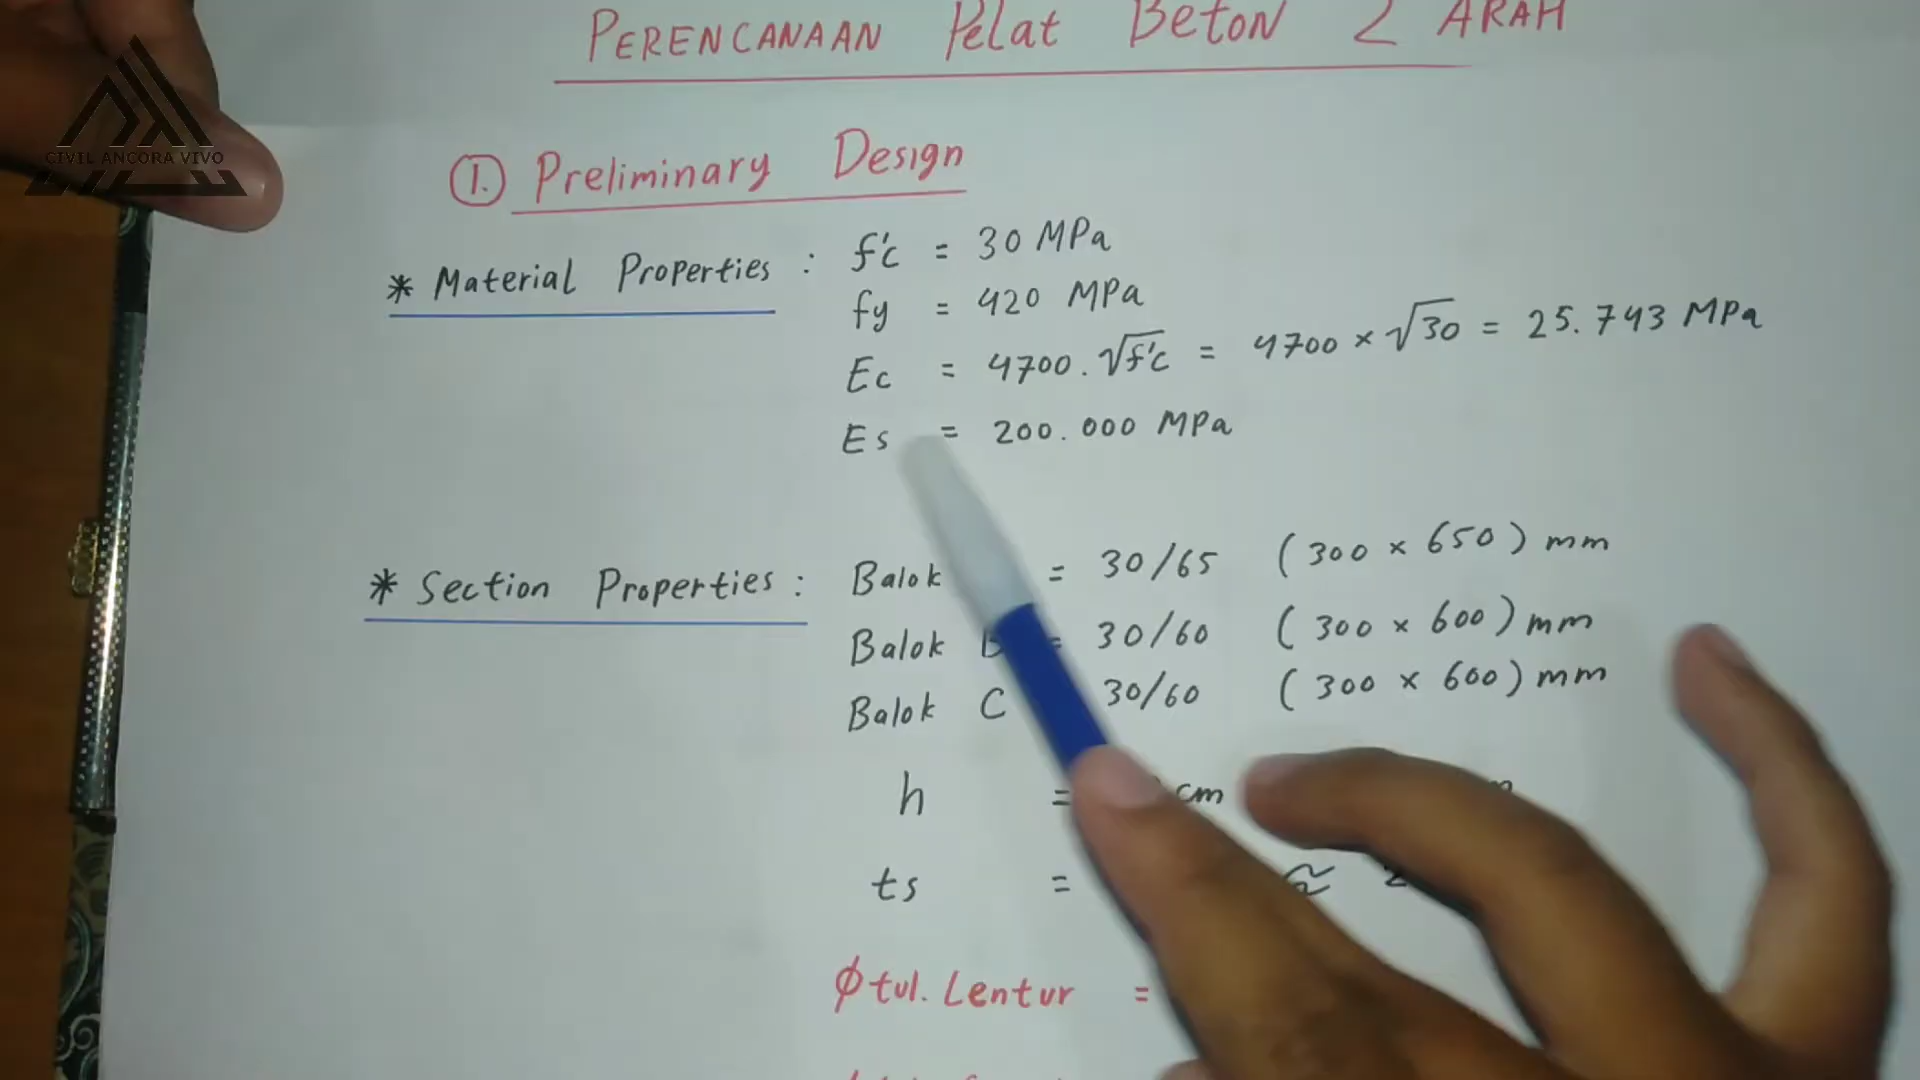 PERENCANAAN Pelat Beton 2 ARAH
CIVIL ANCORA VIVO
1. Preliminary Design
* Material Properties : f'c = 30 MPa
fy = 420 MPa
Ec = 4700.√f'c = 4700 × √30 = 25.743 MPa
Es = 200.000 MPa
* Section Properties : Balok = 30/65 (300 × 650) mm
Balok B = 30/60 (300 × 600) mm
Balok C 30/60 (300 × 600) mm
h = cm
ts = ≈
Φ tul. Lentur =